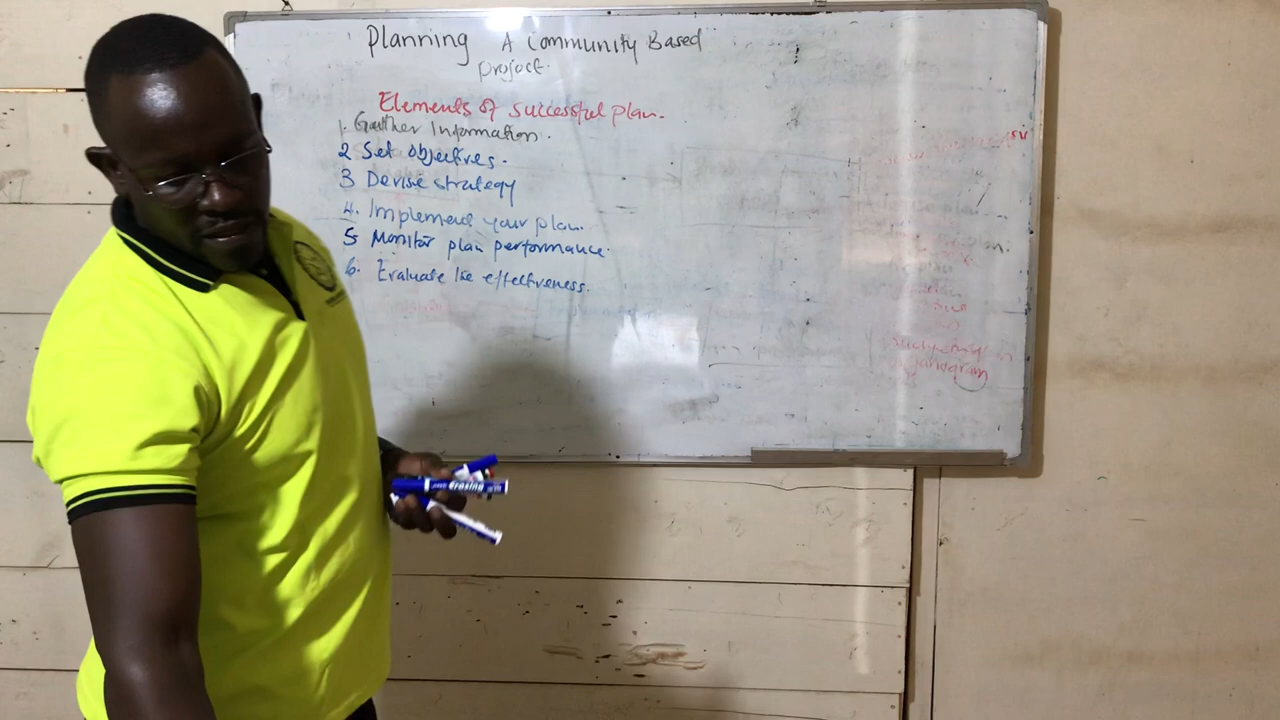 Planning A Community Based
project.
Elements of successful plan.
1. Gather Information.
2 Set objectives.
3 Devise strategy
4. Implement your plan.
5 Monitor plan performance.
6. Evaluate its effectiveness.